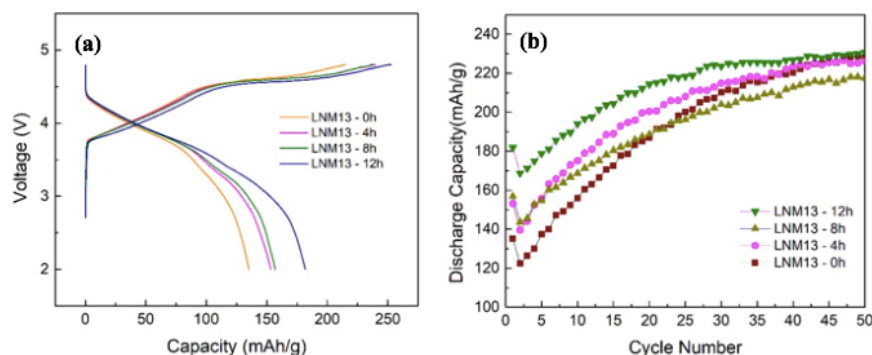 (a)
5
4
3
2
Voltage (V)
0
50
100
150
200
250
Capacity (mAh/g)
LNM13 - 0h
LNM13 - 4h
LNM13 - 8h
LNM13 - 12h
(b)
240
220
200
180
160
140
120
100
Discharge Capacity(mAh/g)
0
5
10
15
20
25
30
35
40
45
50
Cycle Number
LNM13 - 12h
LNM13 - 8h
LNM13 - 4h
LNM13 - 0h